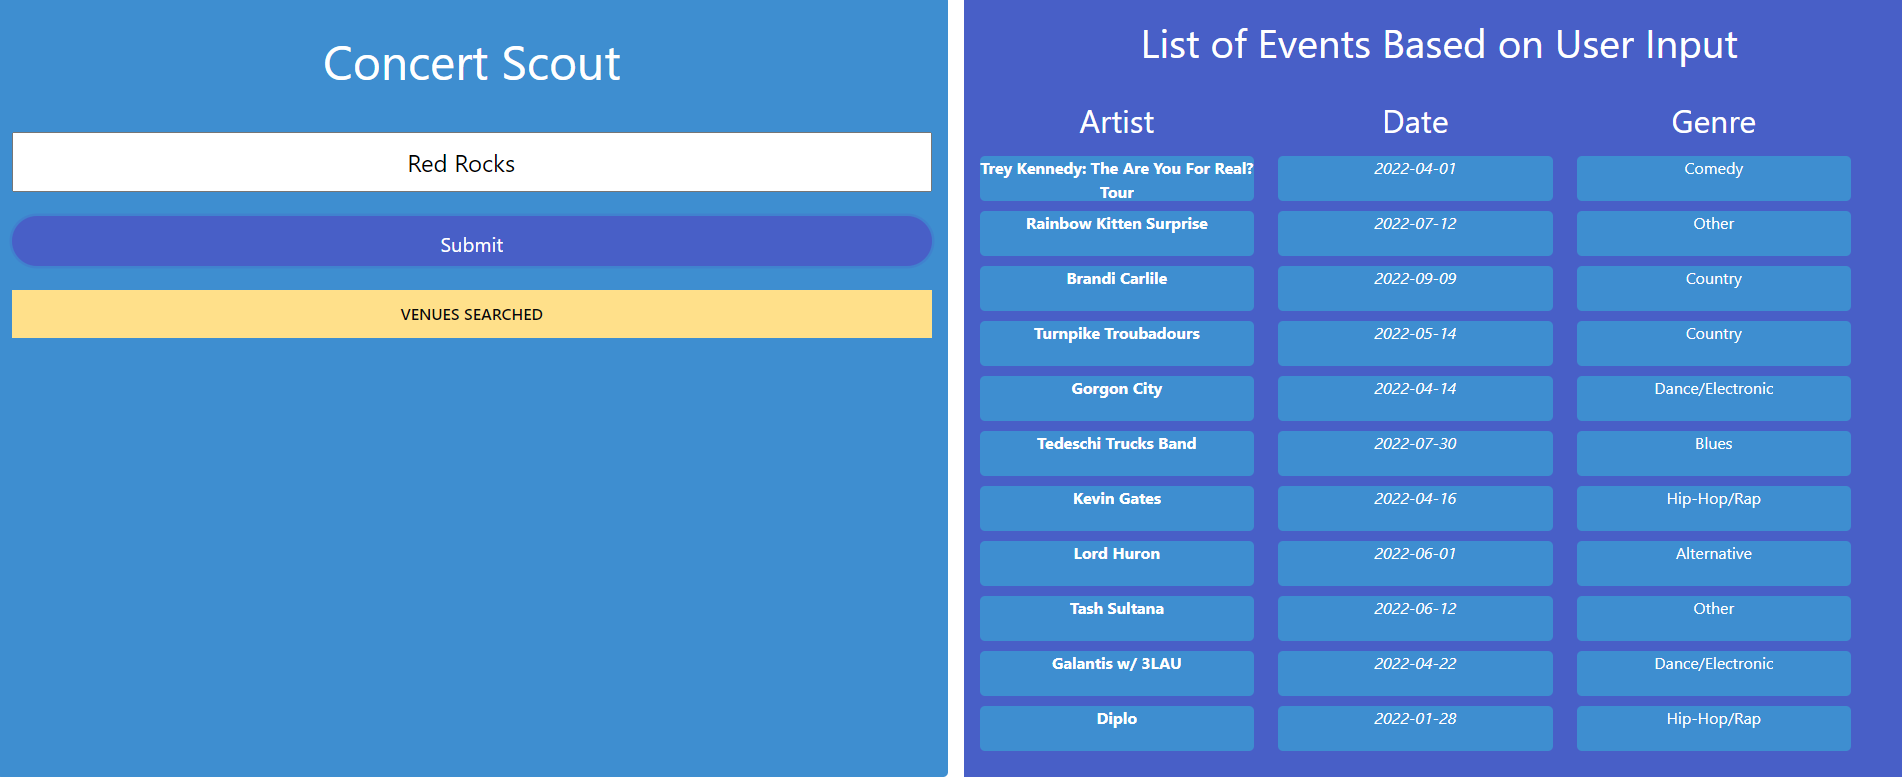 Concert Scout
Red Rocks
Submit
VENUES SEARCHED
List of Events Based on User Input
Artist Date Genre
Trey Kennedy: The Are You For Real? 2022-04-01 Comedy
Tour
Rainbow Kitten Surprise 2022-07-12 Other
Brandi Carlile 2022-09-09 Country
Turnpike Troubadours 2022-05-14 Country
Gorgon City 2022-04-14 Dance/Electronic
Tedeschi Trucks Band 2022-07-30 Blues
Kevin Gates 2022-04-16 Hip-Hop/Rap
Lord Huron 2022-06-01 Alternative
Tash Sultana 2022-06-12 Other
Galantis w/ 3LAU 2022-04-22 Dance/Electronic
Diplo 2022-01-28 Hip-Hop/Rap